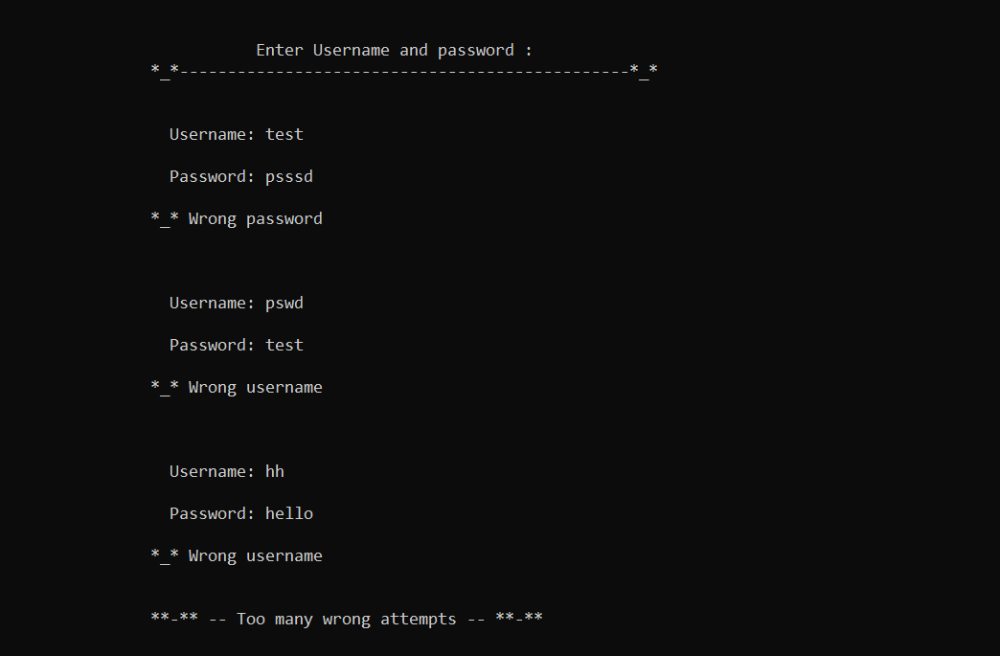 Enter Username and password :
*_*-----------------------------------------------*_*
Username: test
Password: psssd
*_* Wrong password
Username: pswd
Password: test
*_* Wrong username
Username: hh
Password: hello
*_* Wrong username
**-** -- Too many wrong attempts -- **-**